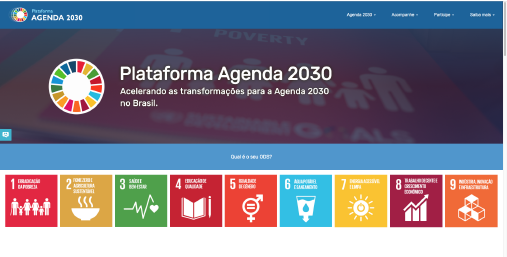 Plataforma
AGENDA 2030
Agenda 2030
Acompanhe
Participe
Saiba mais
POVERTY
GOALS
Plataforma Agenda 2030
Acelerando as transformações para a Agenda 2030
no Brasil.
Qual é o seu ODS?
1 ERRADICAÇÃO
DA POBREZA
2 FOME ZERO E
AGRICULTURA
SUSTENTÁVEL
3 SAÚDE E
BEM-ESTAR
4 EDUCAÇÃO DE
QUALIDADE
5 IGUALDADE
DE GÊNERO
6 ÁGUA POTÁVEL
E SANEAMENTO
7
8 TRABALHO DECENTE E
CRESCIMENTO
ECONÔMICO
9 INDÚSTRIA, INOVAÇÃO
E INFRAESTRUTURA